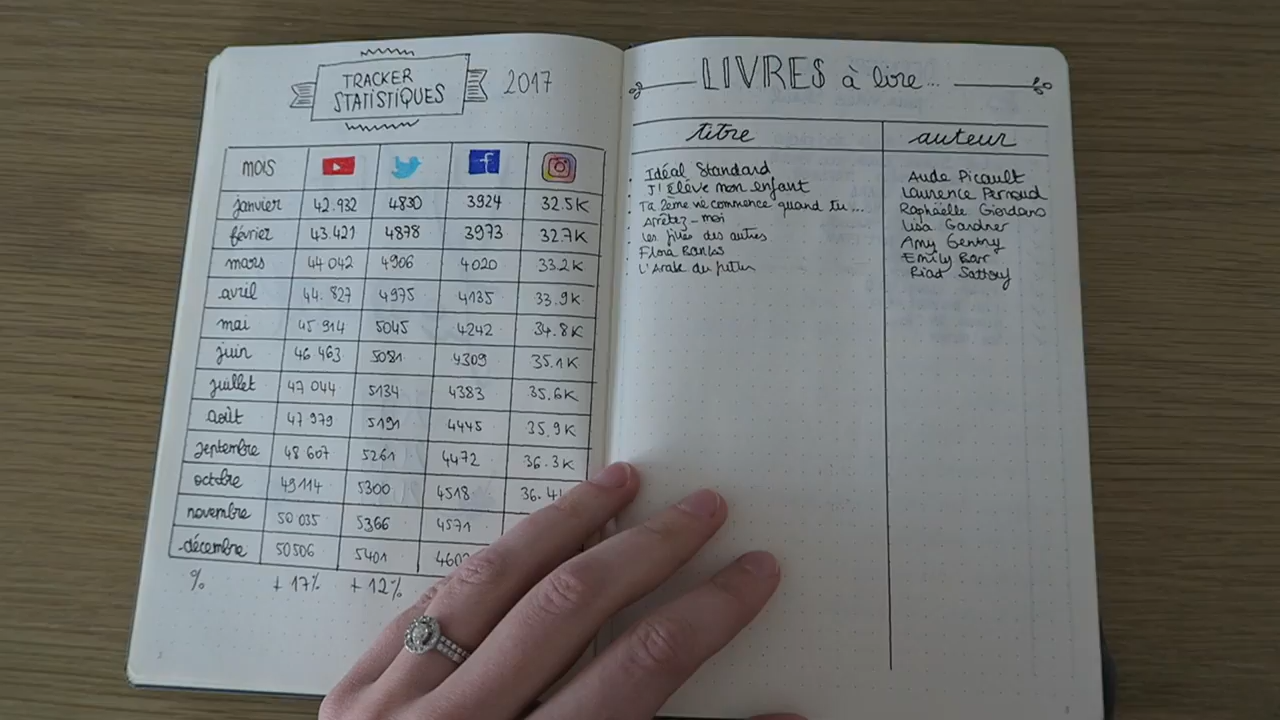 TRACKER
STATISTIQUES
2017
MOIS
janvier 42.932 4830 3924 32.5K
février 43.421 4878 3973 32.7K
mars 44 042 4906 4020 33.2K
avril 44.827 4975 4135 33.9K
mai 45 914 5045 4242 34.8K
juin 46 463 5081 4309 35.1K
juillet 47 044 5134 4383 35.6K
août 47 979 5191 4445 35.9K
septembre 48 607 5261 4472 36.3K
octobre 49114 5300 4518 36.4
novembre 50 035 5366 4571
décembre 50506 5401 460
% + 17% + 12%
LIVRES à lire...
titre auteur
Idéal Standard Aude Picault
J'élève mon enfant Laurence Pernoud
Ta 2ème vie commence quand tu... Raphaëlle Giordano
Arrêtez-moi Lisa Gardner
Les filles des autres Amy Gentry
Flora Banks Emily Barr
L'Arabe du futur Riad Sattouf